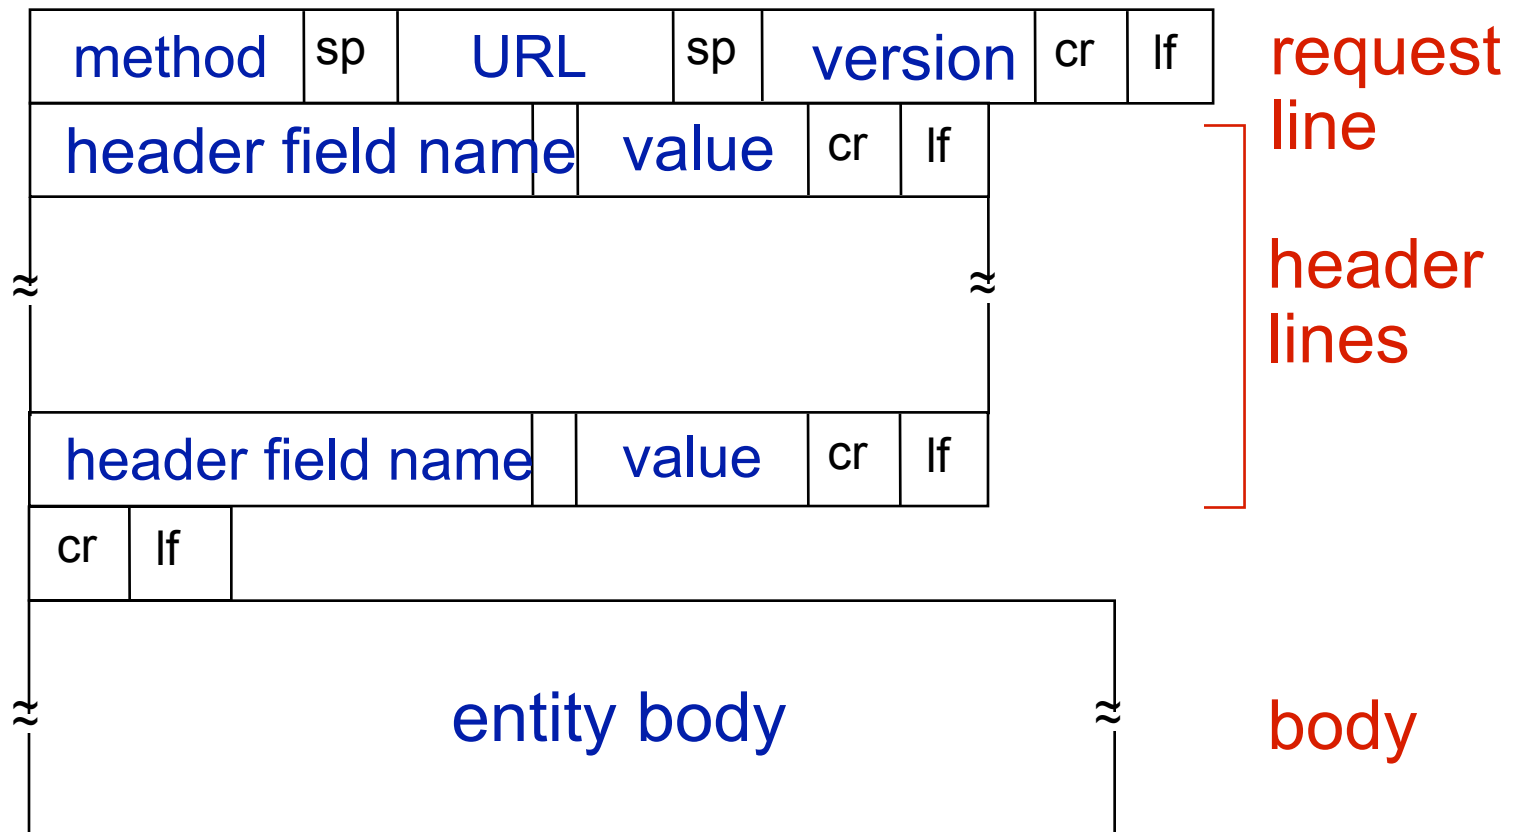 method sp URL sp version cr lf
request
line
header field name value cr lf
≈ ≈
header
lines
header field name value cr lf
cr lf
≈ entity body ≈
body